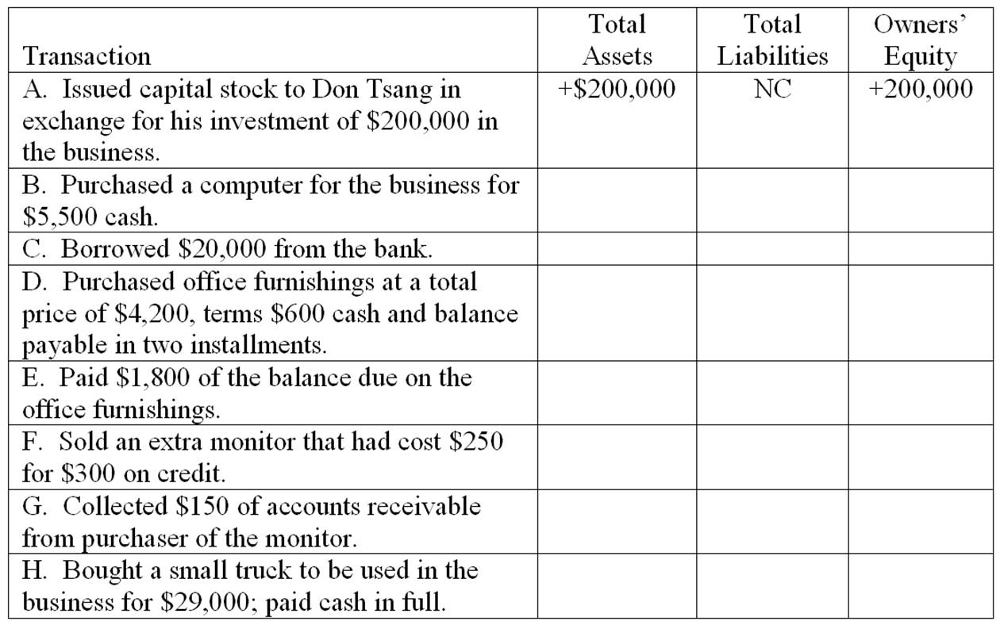 Transaction Total Assets Total Liabilities Owners’ Equity
A. Issued capital stock to Don Tsang in +$200,000 NC +200,000
exchange for his investment of $200,000 in
the business.
B. Purchased a computer for the business for
$5,500 cash.
C. Borrowed $20,000 from the bank.
D. Purchased office furnishings at a total
price of $4,200, terms $600 cash and balance
payable in two installments.
E. Paid $1,800 of the balance due on the
office furnishings.
F. Sold an extra monitor that had cost $250
for $300 on credit.
G. Collected $150 of accounts receivable
from purchaser of the monitor.
H. Bought a small truck to be used in the
business for $29,000; paid cash in full.